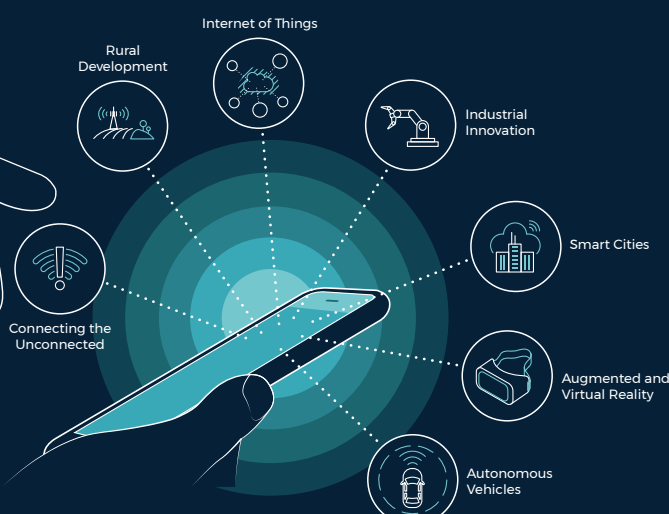 Internet of Things
Rural
Development
Industrial
Innovation
Smart Cities
Connecting the
Unconnected
Augmented and
Virtual Reality
Autonomous
Vehicles